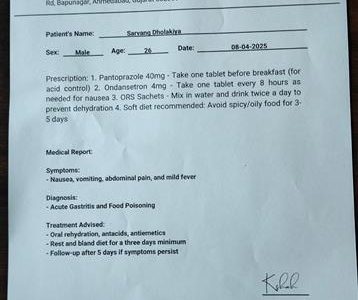 Rd, Bapunagar, Ahmedabad, Gujarat
Patient's Name: Sarvang Dholakiya
Sex: Male Age: 26 Date: 08-04-2025
Prescription: 1. Pantoprazole 40mg - Take one tablet before breakfast (for
acid control) 2. Ondansetron 4mg - Take one tablet every 8 hours as
needed for nausea 3. ORS Sachets - Mix in water and drink twice a day to
prevent dehydration 4. Soft diet recommended: Avoid spicy/oily food for 3-
5 days
Medical Report:
Symptoms:
- Nausea, vomiting, abdominal pain, and mild fever
Diagnosis:
- Acute Gastritis and Food Poisoning
Treatment Advised:
- Oral rehydration, antacids, antiemetics
- Rest and bland diet for a three days minimum
- Follow-up after 5 days if symptoms persist